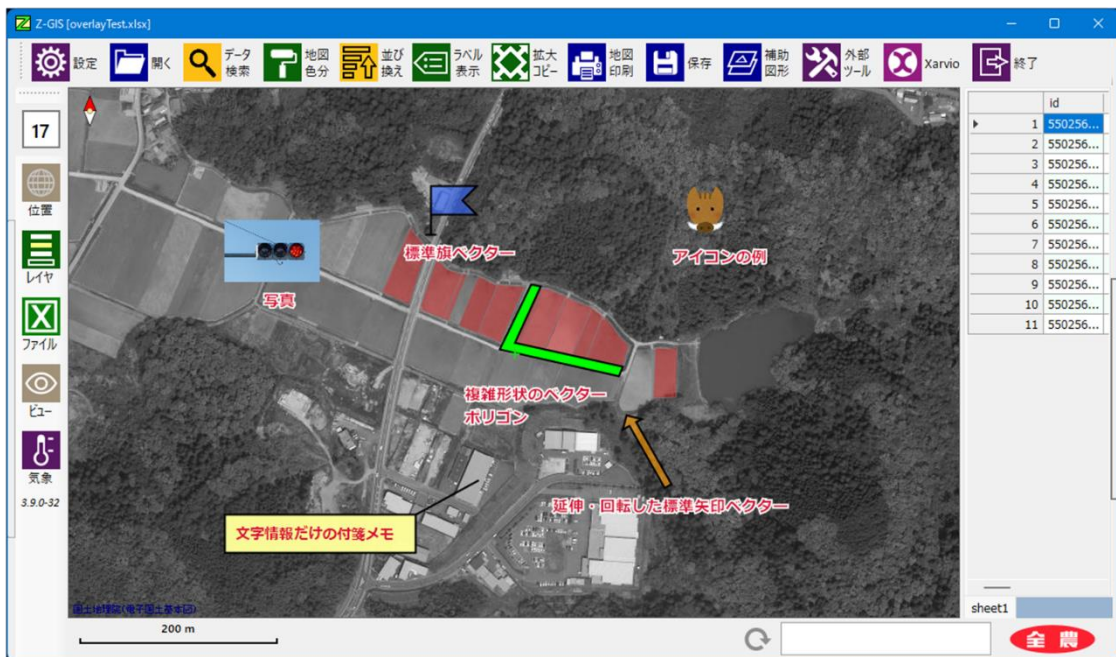 Z-GIS [overlayTest.xlsx]
設定
開く
データ
検索
地図
色分
並び
換え
ラベル
表示
拡大
コピー
地図
印刷
保存
補助
図形
外部
ツール
Xarvio
終了
17
位置
レイヤ
ファイル
ビュー
気象
3.9.0-32
標準旗ベクター
アイコンの例
写真
複雑形状のベクター
ポリゴン
延伸・回転した標準矢印ベクター
文字情報だけの付箋メモ
国土地理院(電子国土基本図)
200 m
id
1 550256...
2 550256...
3 550256...
4 550256...
5 550256...
6 550256...
7 550256...
8 550256...
9 550256...
10 550256...
11 550256...
sheet1
全農